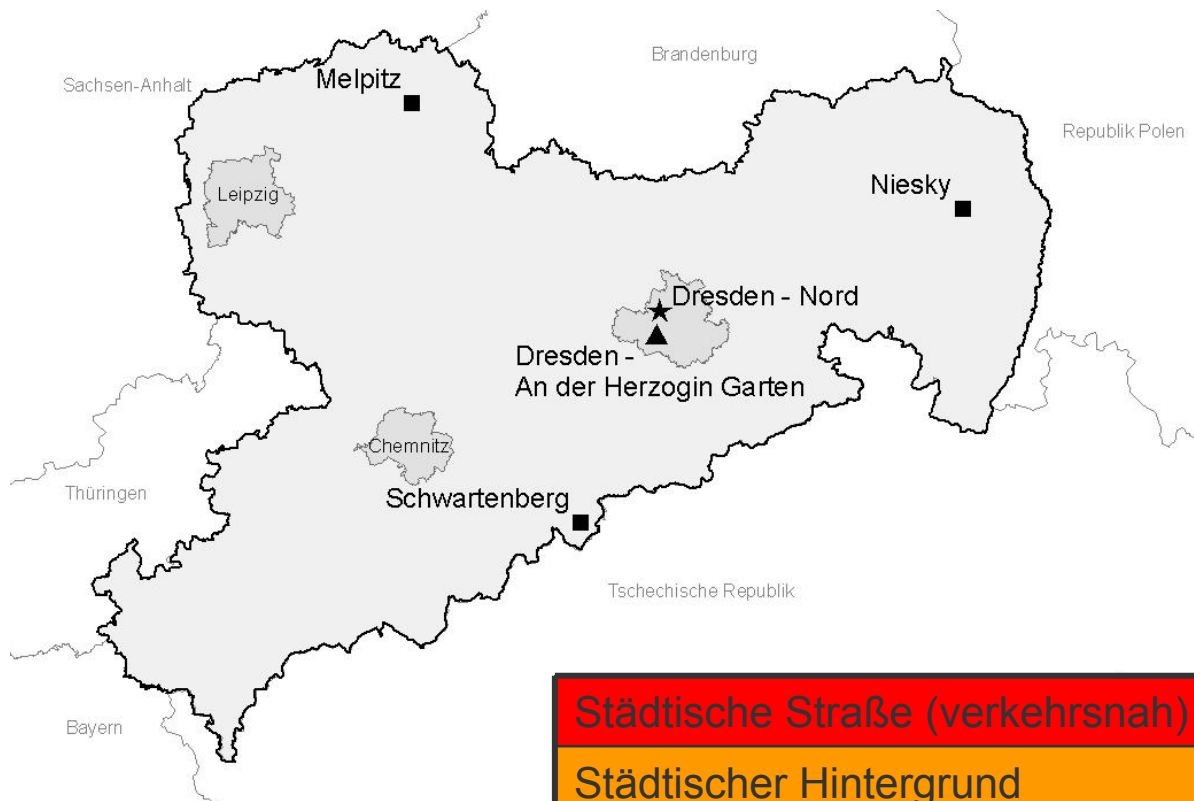 Brandenburg
Sachsen-Anhalt
Melpitz
Republik Polen
Leipzig
Niesky
Dresden - Nord
Dresden -
An der Herzogin Garten
Chemnitz
Thüringen
Schwartenberg
Tschechische Republik
Bayern
Städtische Straße (verkehrsnah)
Städtischer Hintergrund